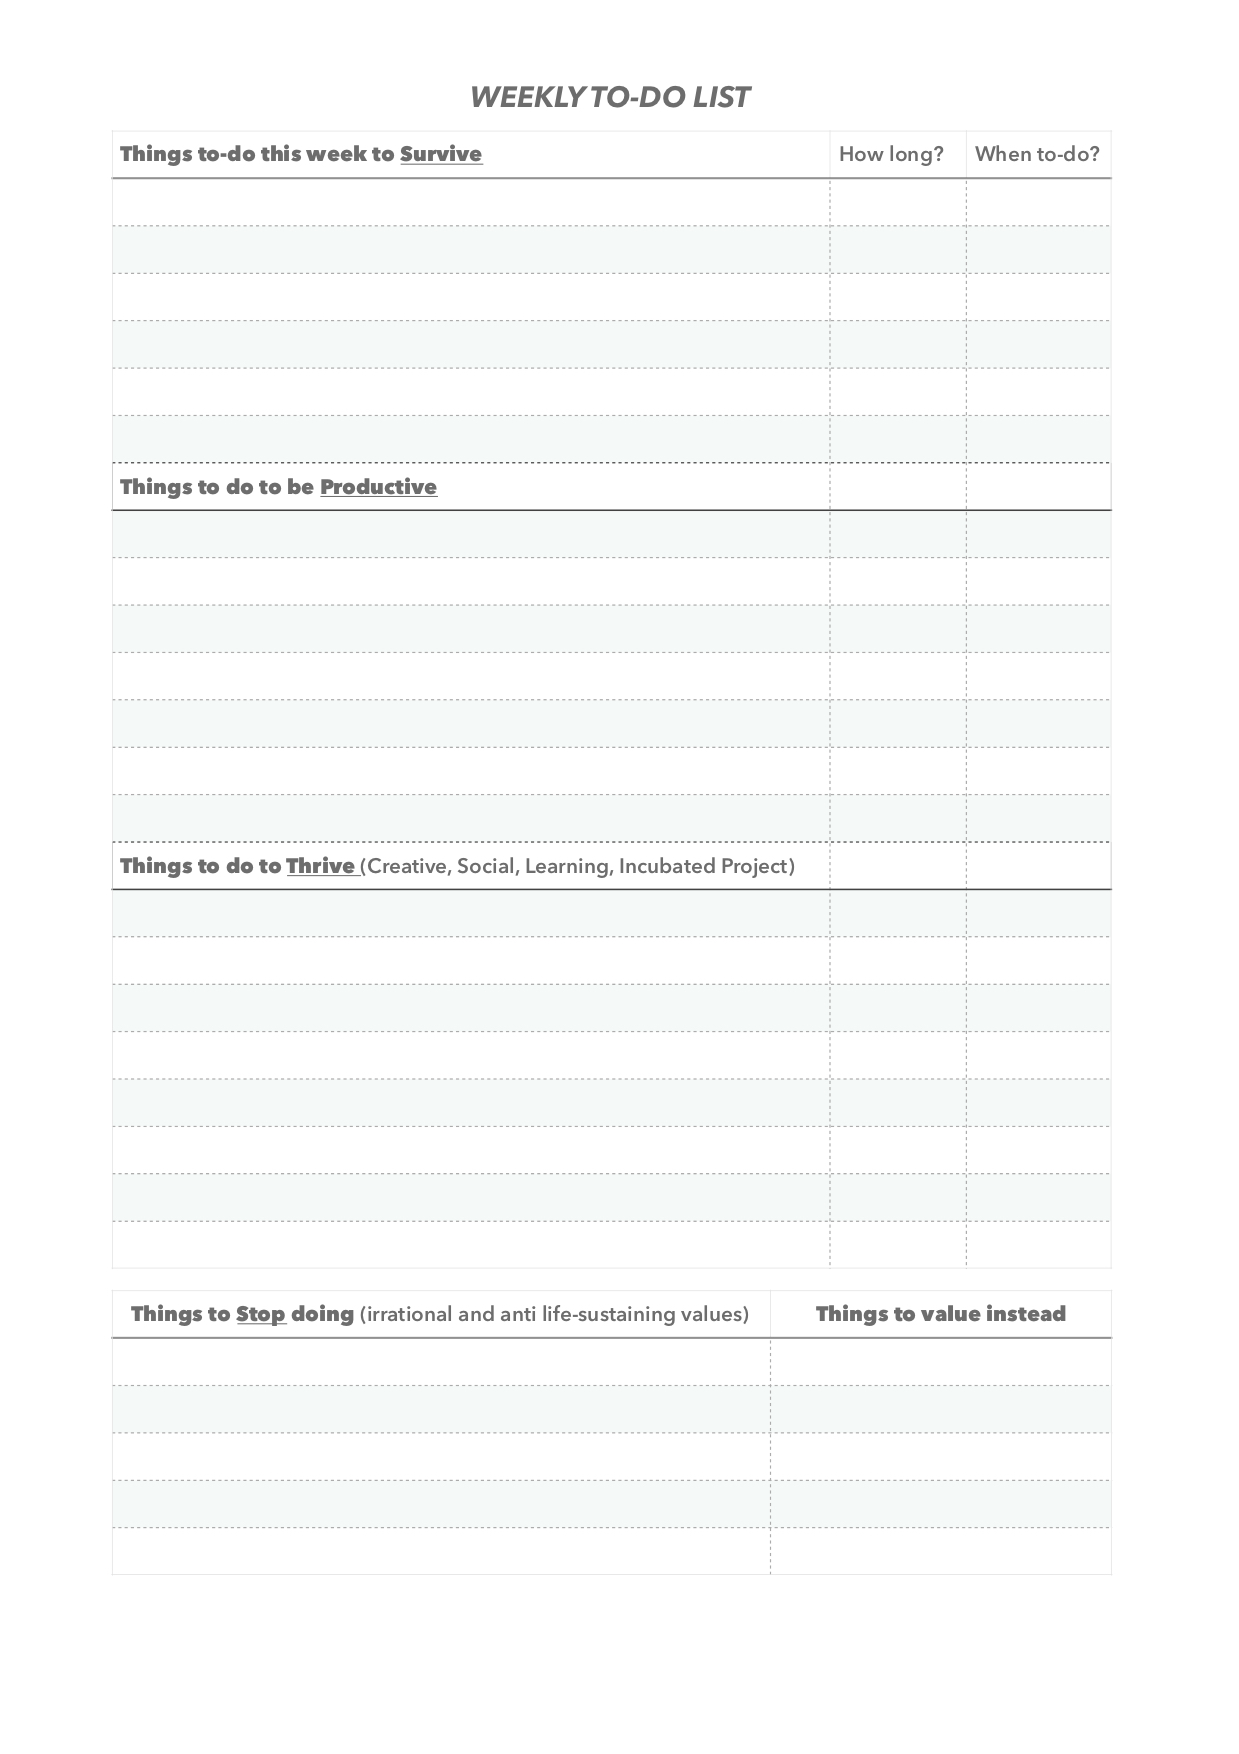 WEEKLY TO-DO LIST
Things to-do this week to Survive How long? When to-do?
Things to do to be Productive
Things to do to Thrive (Creative, Social, Learning, Incubated Project)
Things to Stop doing (irrational and anti life-sustaining values) Things to value instead